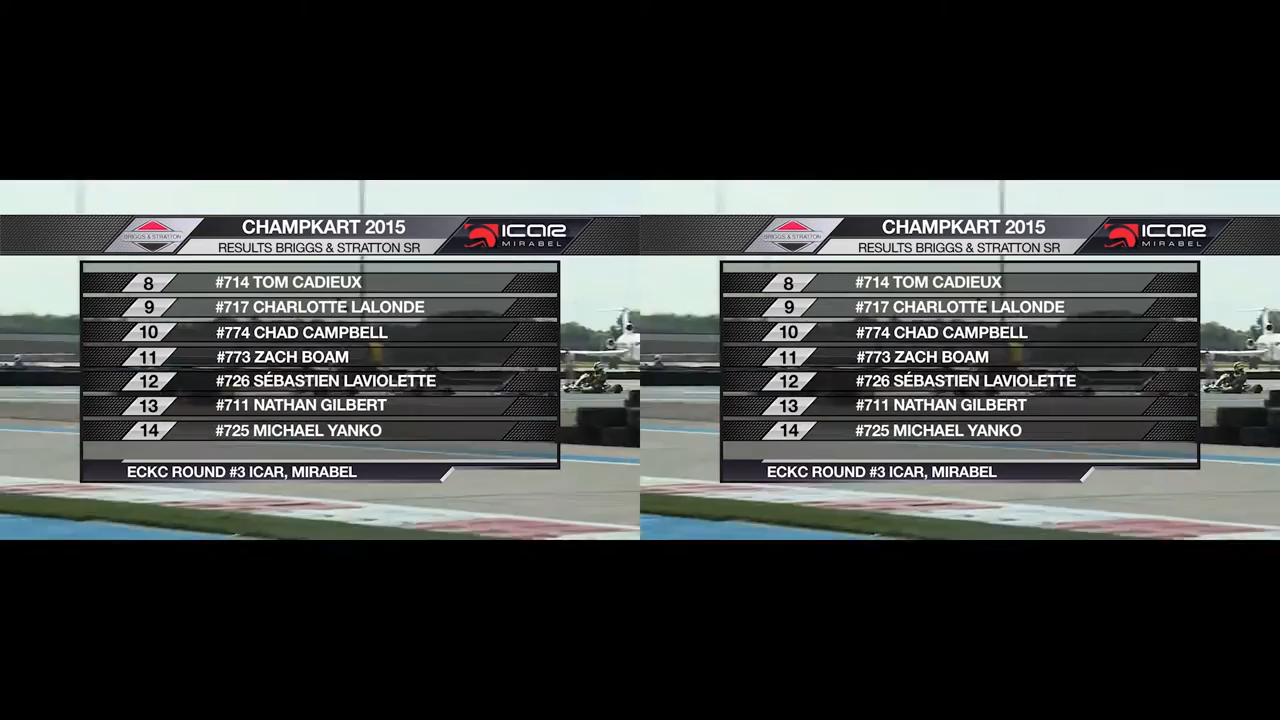 CHAMPKART 2015
BRIGGS & STRATTON
RESULTS BRIGGS & STRATTON SR
ICAR
MIRABEL
8 #714 TOM CADIEUX
9 #717 CHARLOTTE LALONDE
10 #774 CHAD CAMPBELL
11 #773 ZACH BOAM
12 #726 SÉBASTIEN LAVIOLETTE
13 #711 NATHAN GILBERT
14 #725 MICHAEL YANKO
ECKC ROUND #3 ICAR, MIRABEL
CHAMPKART 2015
BRIGGS & STRATTON
RESULTS BRIGGS & STRATTON SR
ICAR
MIRABEL
8 #714 TOM CADIEUX
9 #717 CHARLOTTE LALONDE
10 #774 CHAD CAMPBELL
11 #773 ZACH BOAM
12 #726 SÉBASTIEN LAVIOLETTE
13 #711 NATHAN GILBERT
14 #725 MICHAEL YANKO
ECKC ROUND #3 ICAR, MIRABEL